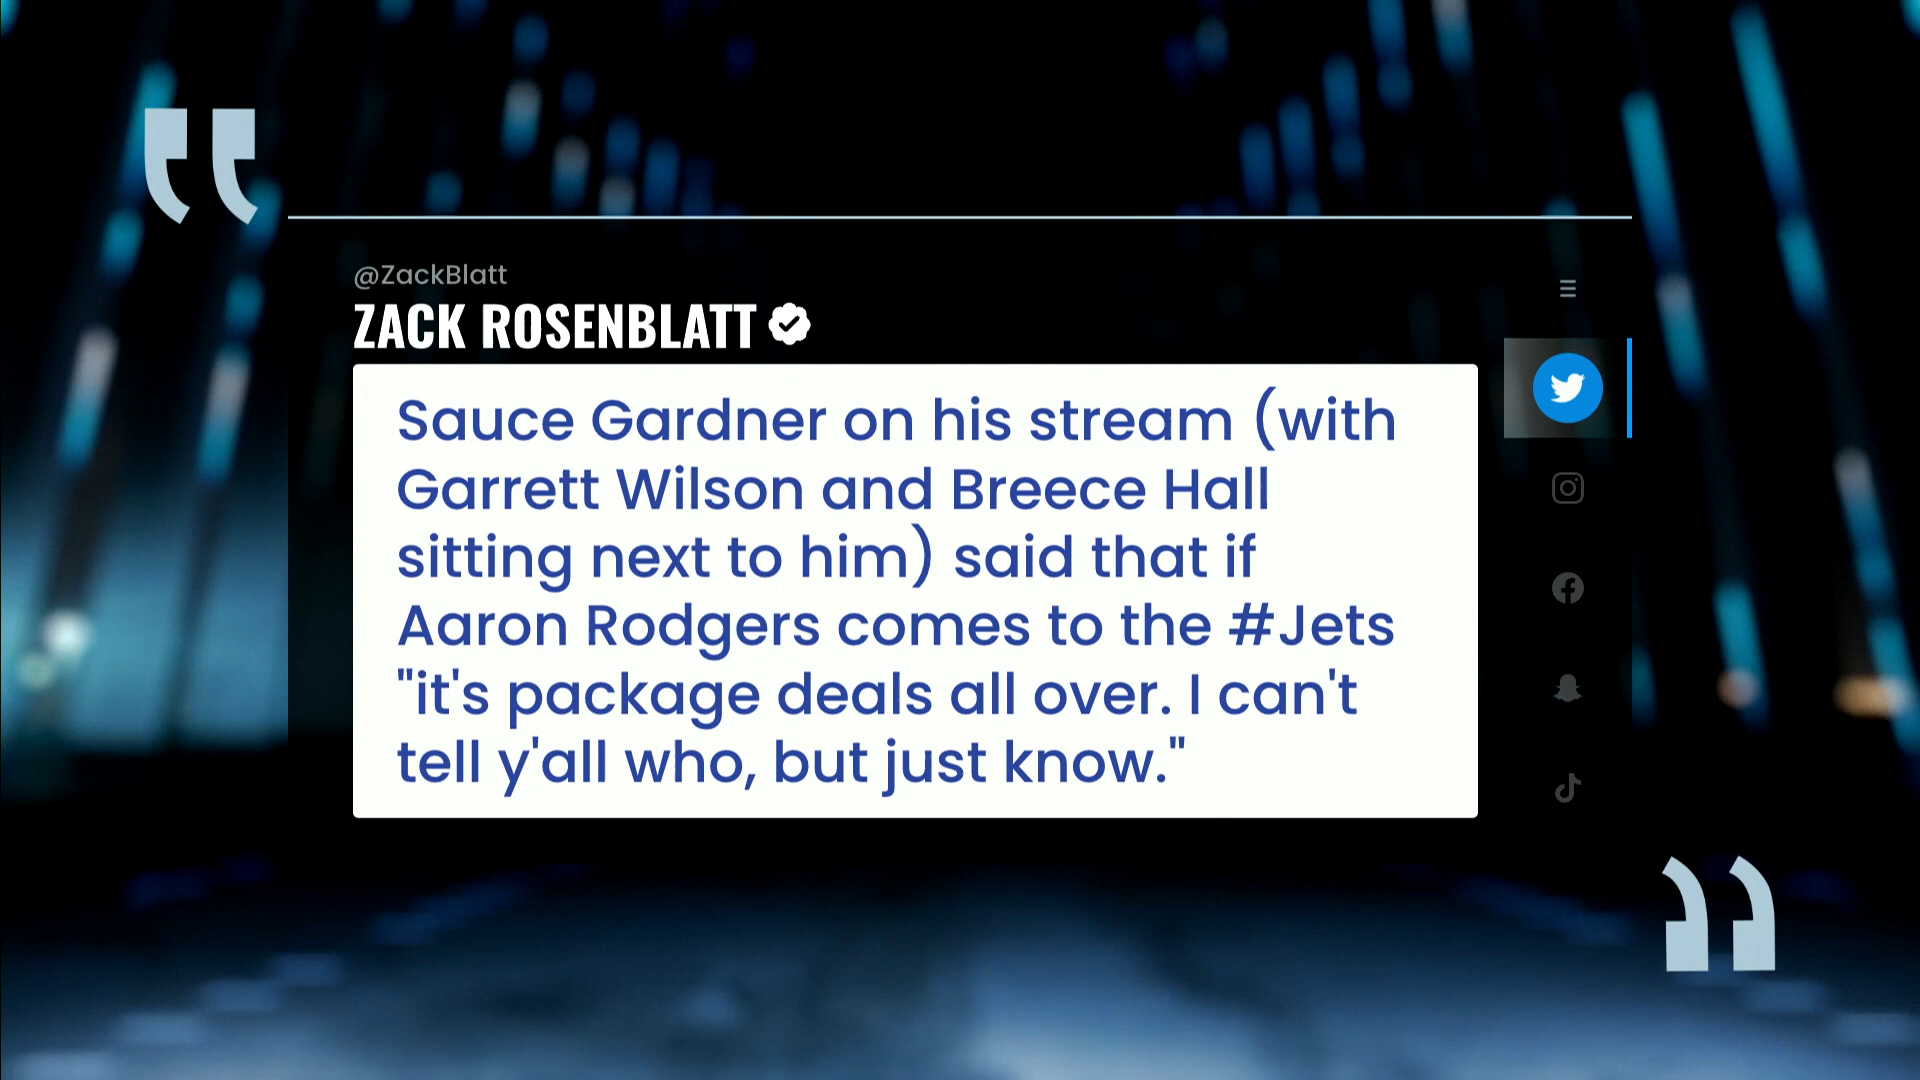 @ZackBlatt
ZACK ROSENBLATT
Sauce Gardner on his stream (with
Garrett Wilson and Breece Hall
sitting next to him) said that if
Aaron Rodgers comes to the #Jets
"it's package deals all over. I can't
tell y'all who, but just know."